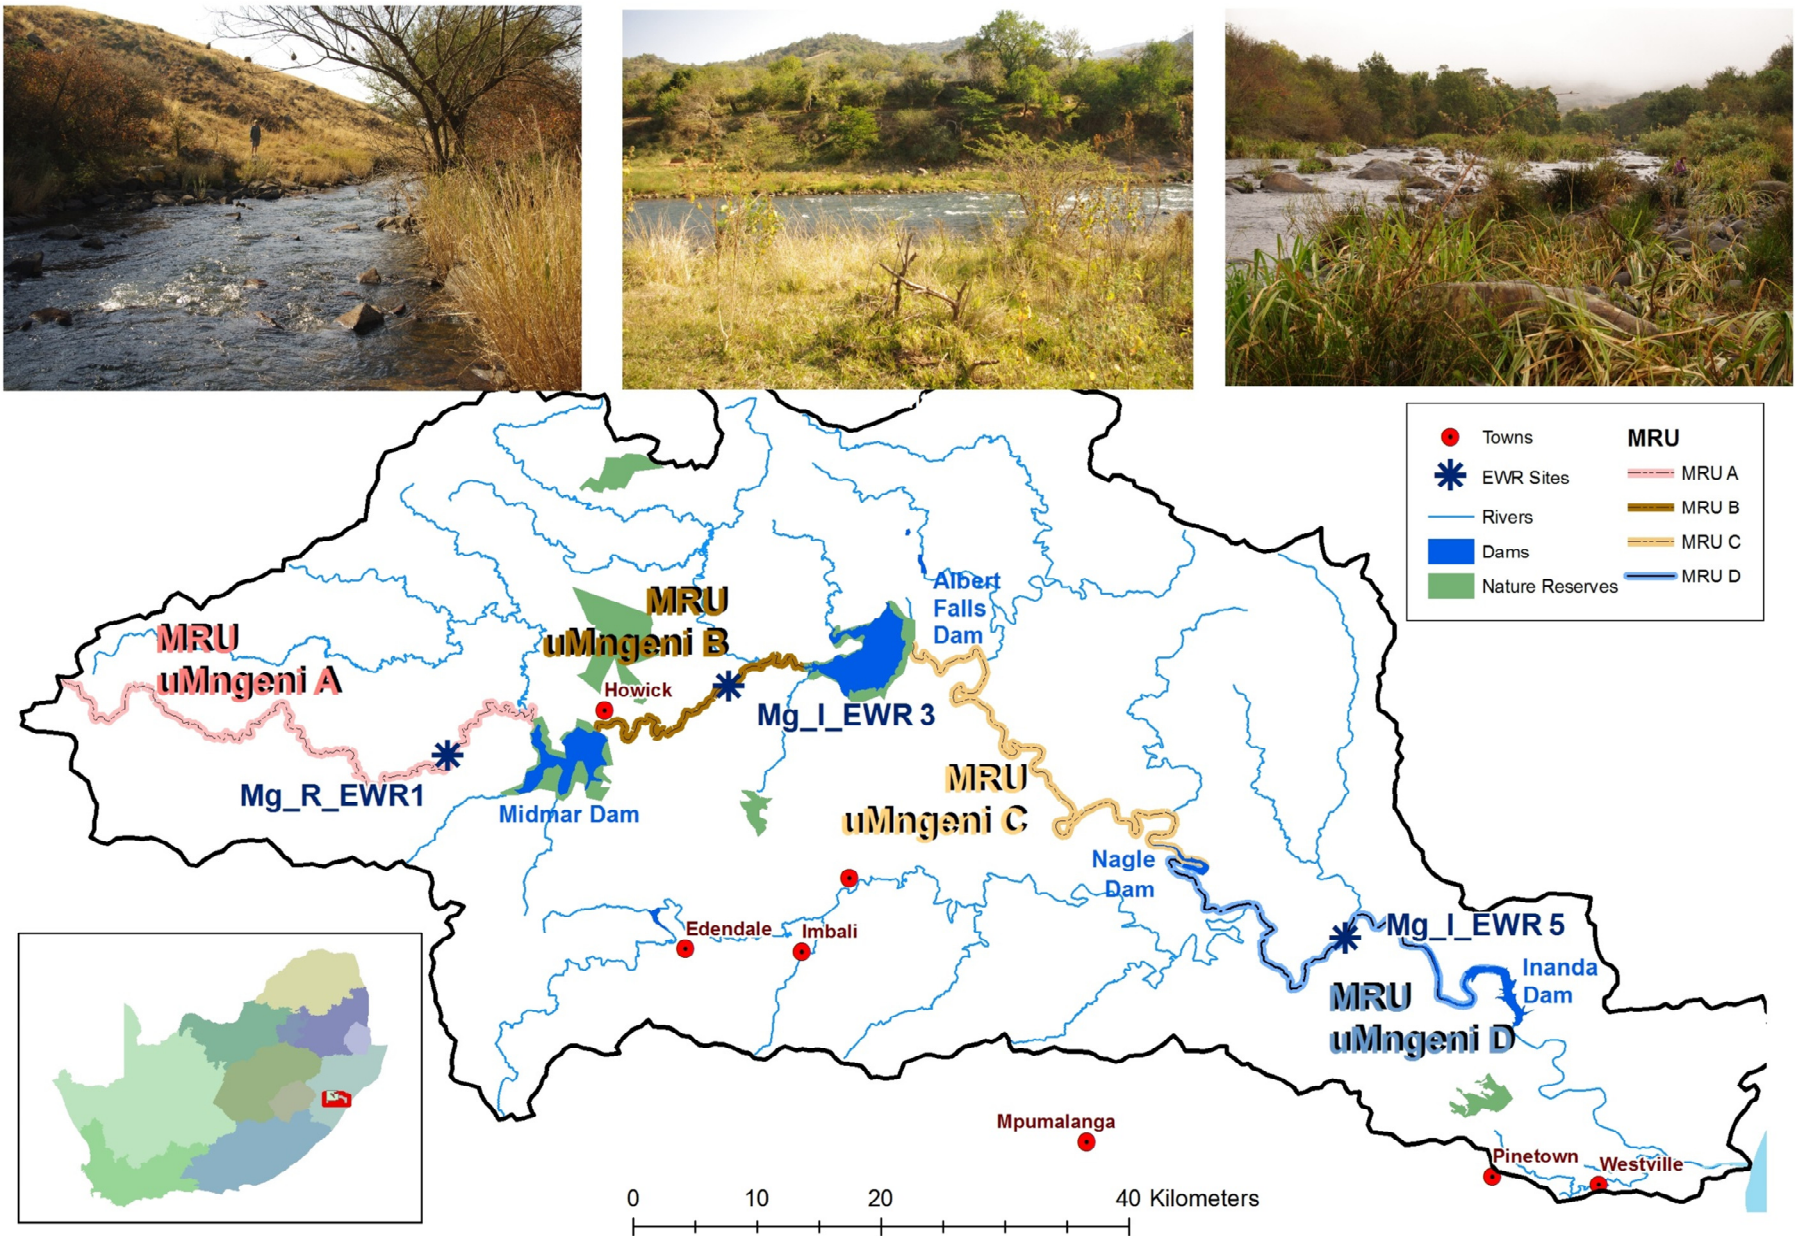 Towns
EWR Sites
Rivers
Dams
Nature Reserves
MRU
MRU A
MRU B
MRU C
MRU D
Albert
Falls
Dam
MRU
uMngeni B
MRU
uMngeni A
Howick
Mg_I_EWR 3
Mg_R_EWR1
Midmar Dam
MRU
uMngeni C
Nagle
Dam
Edendale
Imbali
Mg_I_EWR 5
Inanda
Dam
MRU
uMngeni D
Mpumalanga
Pinetown
Westville
0 10 20 40 Kilometers